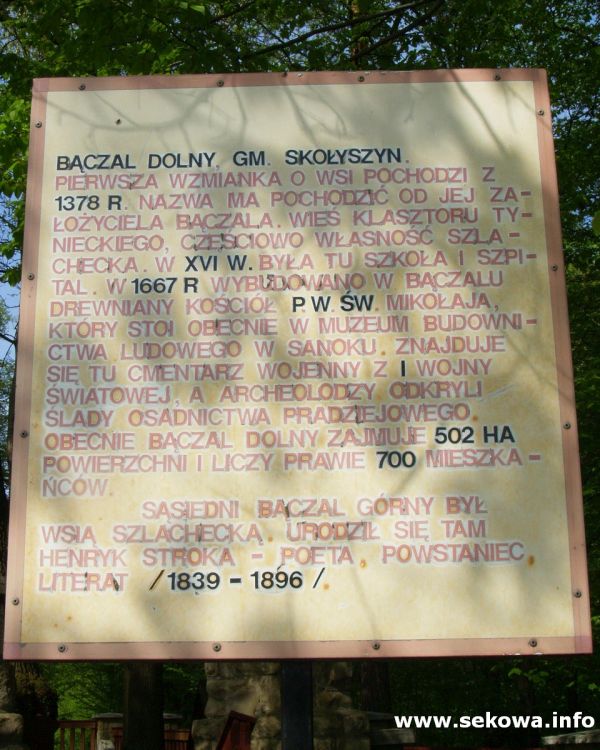 BĄCZAL DOLNY, GM. SKOŁYSZYN.
PIERWSZA WZMIANKA O WSI POCHODZI Z
1378 R. NAZWA MA POCHODZIĆ OD JEJ ZA-
ŁOŻYCIELA BĄCZALA. WIEŚ KLASZTORU TY-
NIECKIEGO, CZĘŚCIOWO WŁASNOŚĆ SZLA-
CHECKA. W XVI W. BYŁA TU SZKOŁA I SZPI-
TAL. W 1667 R WYBUDOWANO W BĄCZALU
DREWNIANY KOŚCIÓŁ P.W. ŚW. MIKOŁAJA,
KTÓRY STOI OBECNIE W MUZEUM BUDOWNI-
CTWA LUDOWEGO W SANOKU. ZNAJDUJE
SIĘ TU CMENTARZ WOJENNY Z I WOJNY
ŚWIATOWEJ, A ARCHEOLODZY ODKRYLI
ŚLADY OSADNICTWA PRADZIEJOWEGO.
OBECNIE BĄCZAL DOLNY ZAJMUJE 502 HA
POWIERZCHNI I LICZY PRAWIE 700 MIESZKA-
ŃCÓW.
SĄSIEDNI BĄCZAL GÓRNY BYŁ
WSIĄ SZLACHECKĄ. URODZIŁ SIĘ TAM
HENRYK STROKA - POETA, POWSTANIEC,
LITERAT /1839 - 1896/.
www.sekowa.info